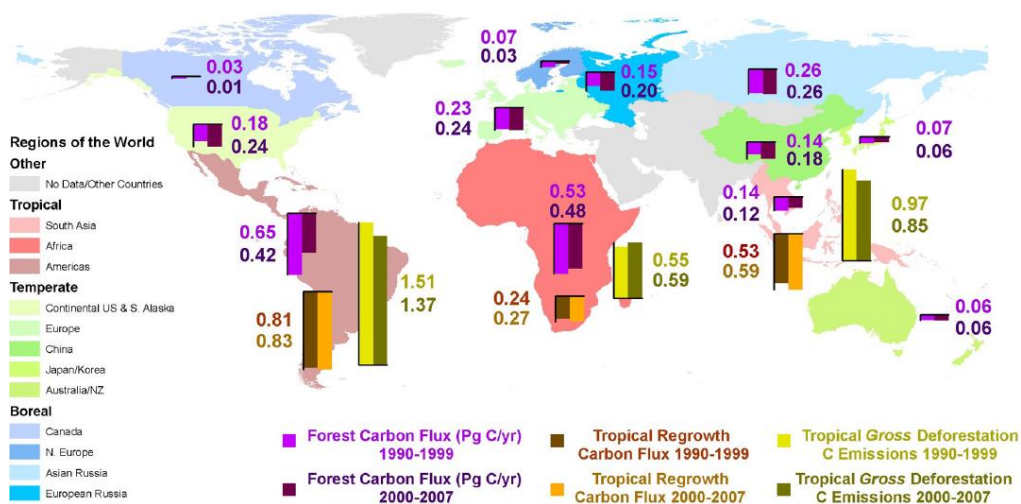 0.07
0.03
0.03
0.01
0.15
0.20
0.26
0.26
0.23
0.24
0.18
0.24
0.14
0.18
0.07
0.06
Regions of the World
Other
No Data/Other Countries
Tropical
South Asia
Africa
Americas
Temperate
Continental US & S. Alaska
Europe
China
Japan/Korea
Australia/NZ
Boreal
Canada
N. Europe
Asian Russia
European Russia
0.53
0.48
0.14
0.12
0.97
0.85
0.65
0.42
1.51
1.37
0.55
0.59
0.53
0.59
0.81
0.83
0.24
0.27
0.06
0.06
Forest Carbon Flux (Pg C/yr)
1990-1999
Forest Carbon Flux (Pg C/yr)
2000-2007
Tropical Regrowth
Carbon Flux 1990-1999
Tropical Regrowth
Carbon Flux 2000-2007
Tropical Gross Deforestation
C Emissions 1990-1999
Tropical Gross Deforestation
C Emissions 2000-2007